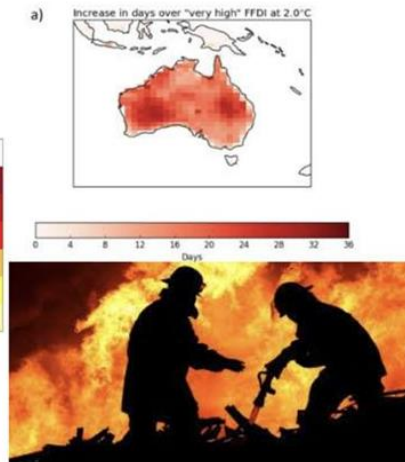 a)
Increase in days over "very high" FFDI at 2.0°C
0 4 8 12 16 20 24 28 32 36
Days